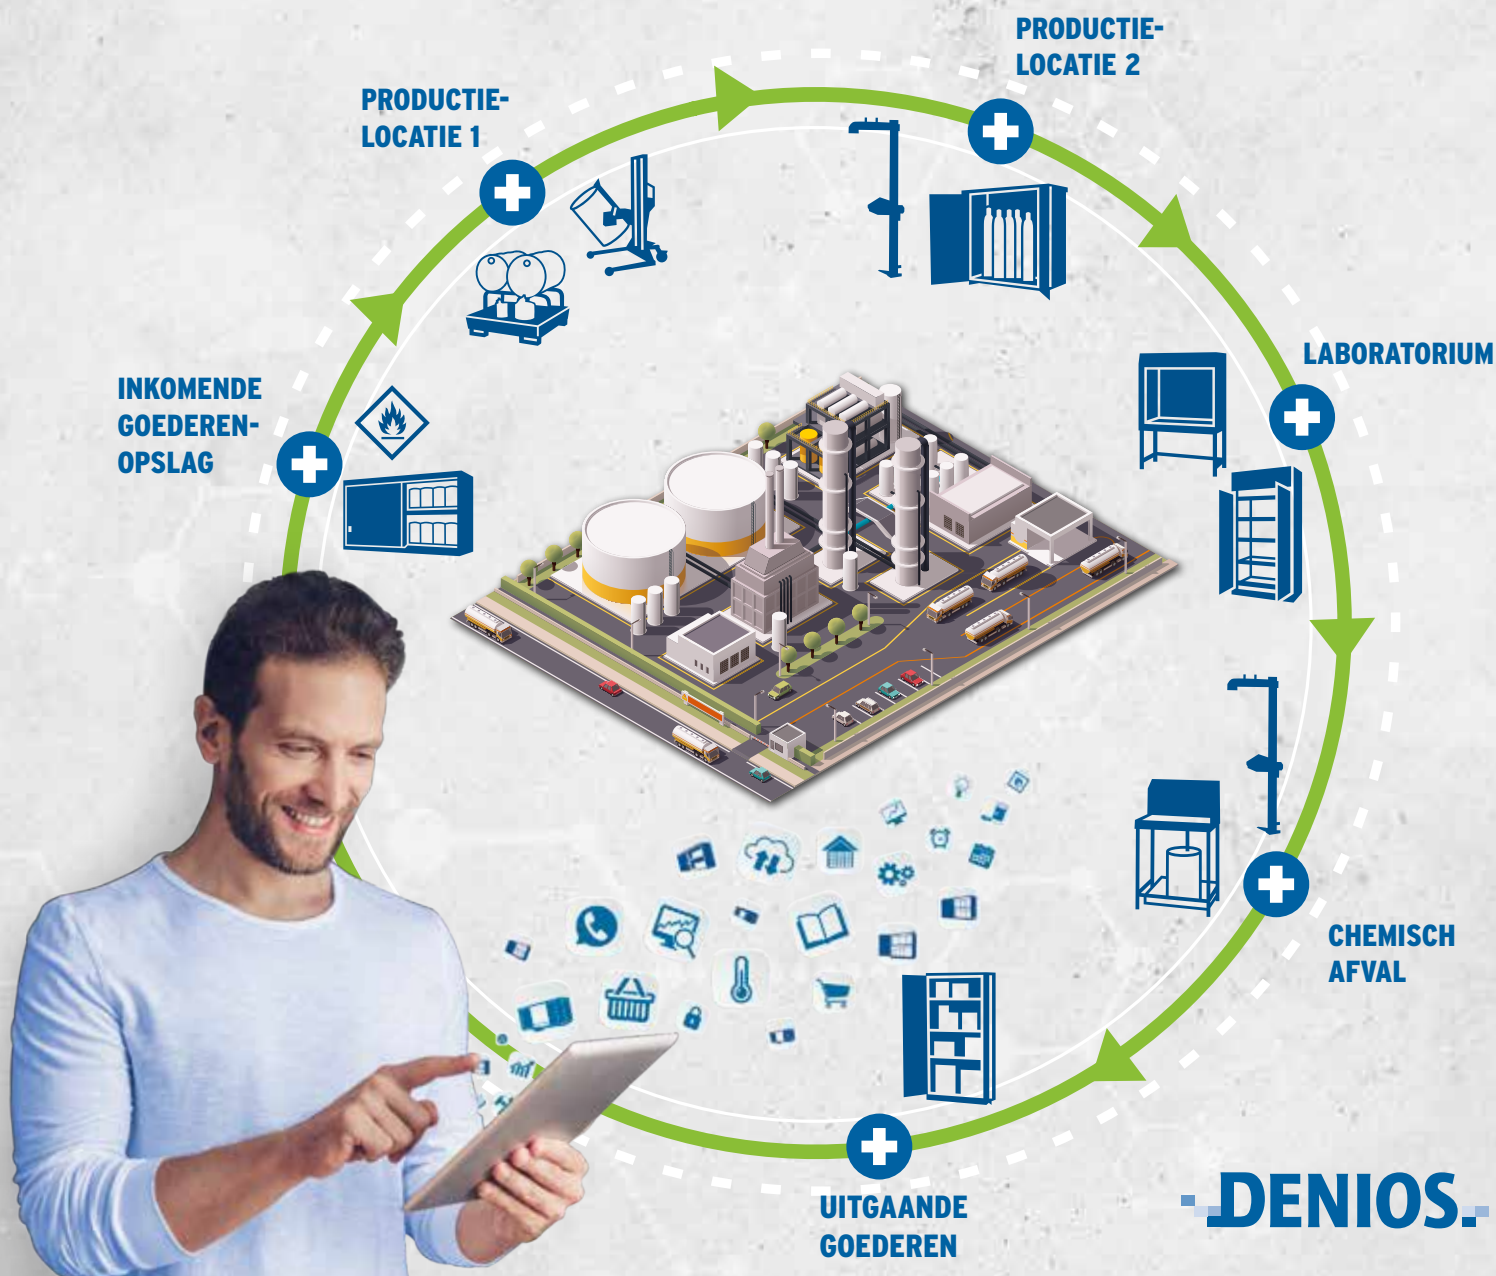 PRODUCTIE-
LOCATIE 2
PRODUCTIE-
LOCATIE 1
LABORATORIUM
INKOMENDE
GOEDEREN-
OPSLAG
CHEMISCH
AFVAL
UITGAANDE
GOEDEREN
DENIOS